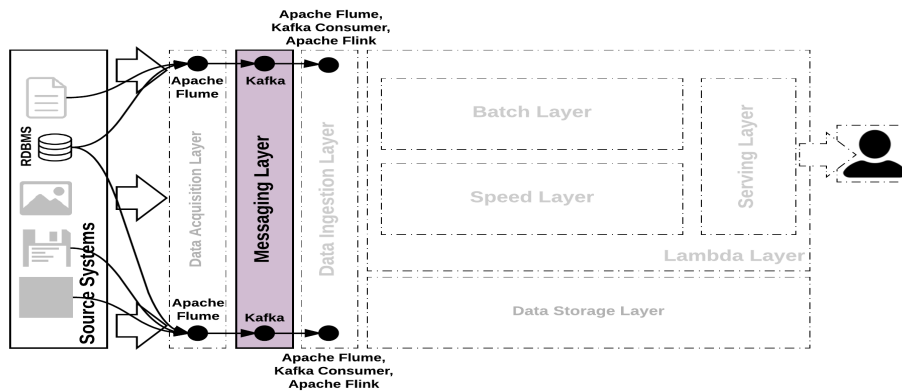 Apache Flume,
Kafka Consumer,
Apache Flink
RDBMS
Source Systems
Apache
Flume
Data Acquisition Layer
Apache
Flume
Kafka
Messaging Layer
Kafka
Data Ingestion Layer
Batch Layer
Speed Layer
Serving Layer
Lambda Layer
Data Storage Layer
Apache Flume,
Kafka Consumer,
Apache Flink